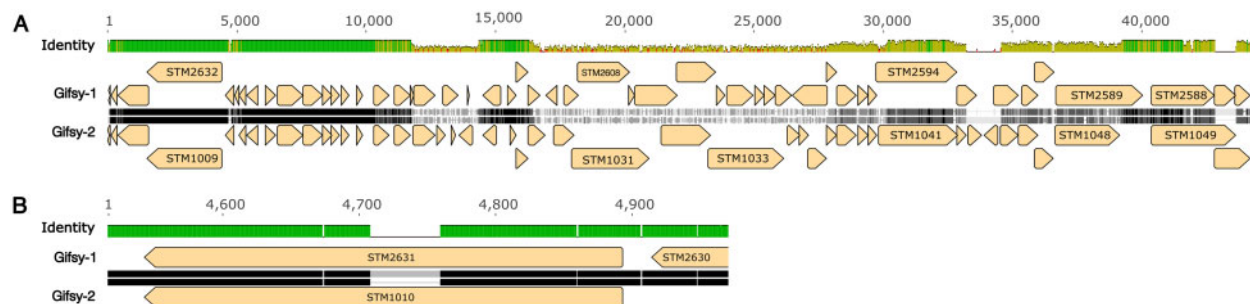 A
1 5,000 10,000 15,000 20,000 25,000 30,000 35,000 40,000
Identity
STM2632 STM2608 STM2594
Gifsy-1 STM2589 STM2588
Gifsy-2 STM1041 STM1048 STM1049
STM1009 STM1031 STM1033
B
1 4,600 4,700 4,800 4,900
Identity
Gifsy-1 STM2631 STM2630
Gifsy-2 STM1010